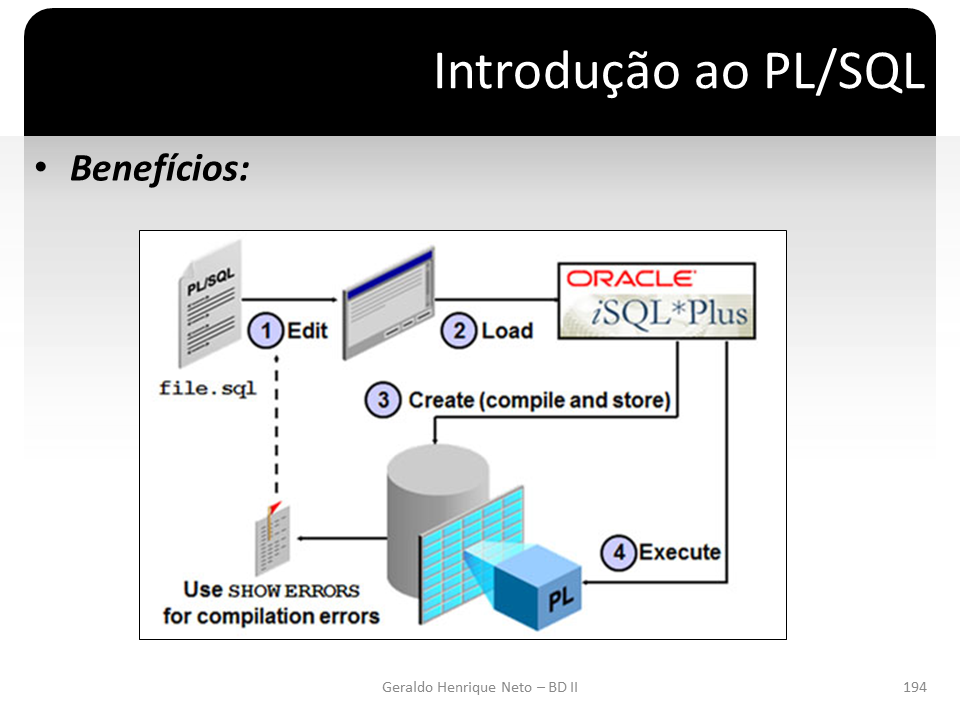 Introdução ao PL/SQL
• Benefícios:
PL/SQL
ORACLE
iSQL*Plus
1 Edit
2 Load
file.sql
3 Create (compile and store)
4 Execute
Use SHOW ERRORS
for compilation errors
PL
Geraldo Henrique Neto – BD II
194